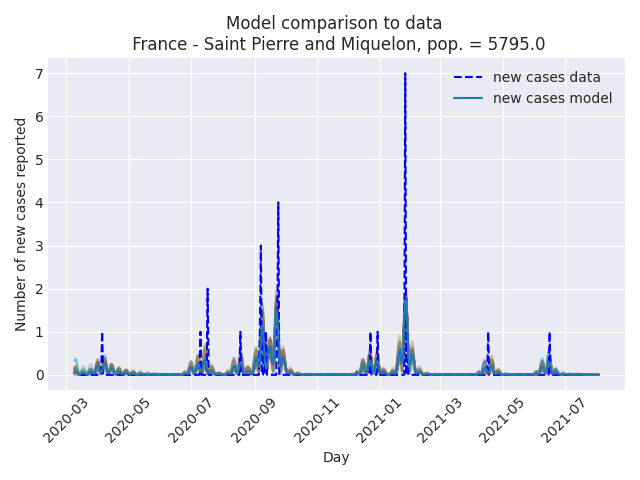 Model comparison to data
France - Saint Pierre and Miquelon, pop. = 5795.0
new cases data
new cases model
Number of new cases reported
7
6
5
4
3
2
1
0
2020-03
2020-05
2020-07
2020-09
2020-11
2021-01
2021-03
2021-05
2021-07
Day